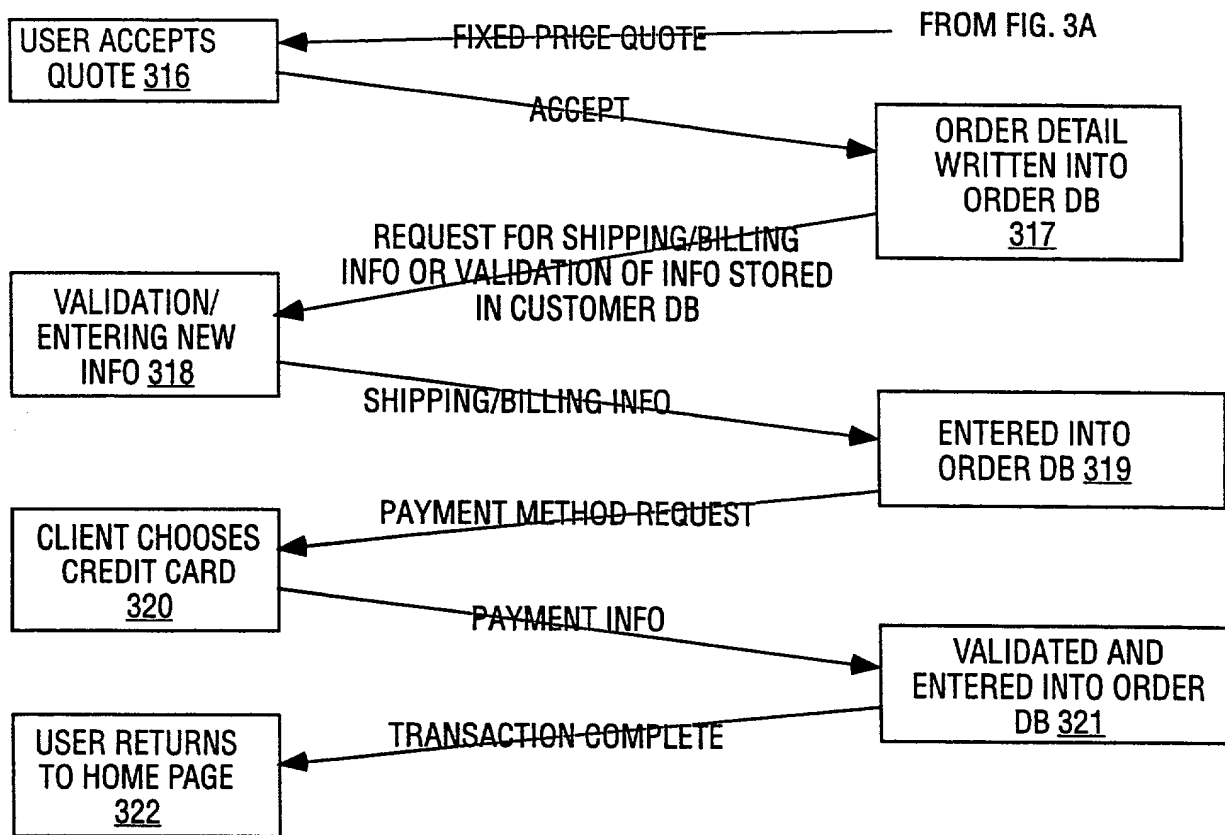 FROM FIG. 3A
FIXED PRICE QUOTE
USER ACCEPTS
QUOTE 316
ACCEPT
ORDER DETAIL
WRITTEN INTO
ORDER DB
317
REQUEST FOR SHIPPING/BILLING
INFO OR VALIDATION OF INFO STORED
IN CUSTOMER DB
VALIDATION/
ENTERING NEW
INFO 318
SHIPPING/BILLING INFO
ENTERED INTO
ORDER DB 319
PAYMENT METHOD REQUEST
CLIENT CHOOSES
CREDIT CARD
320
PAYMENT INFO
VALIDATED AND
ENTERED INTO ORDER
DB 321
TRANSACTION COMPLETE
USER RETURNS
TO HOME PAGE
322